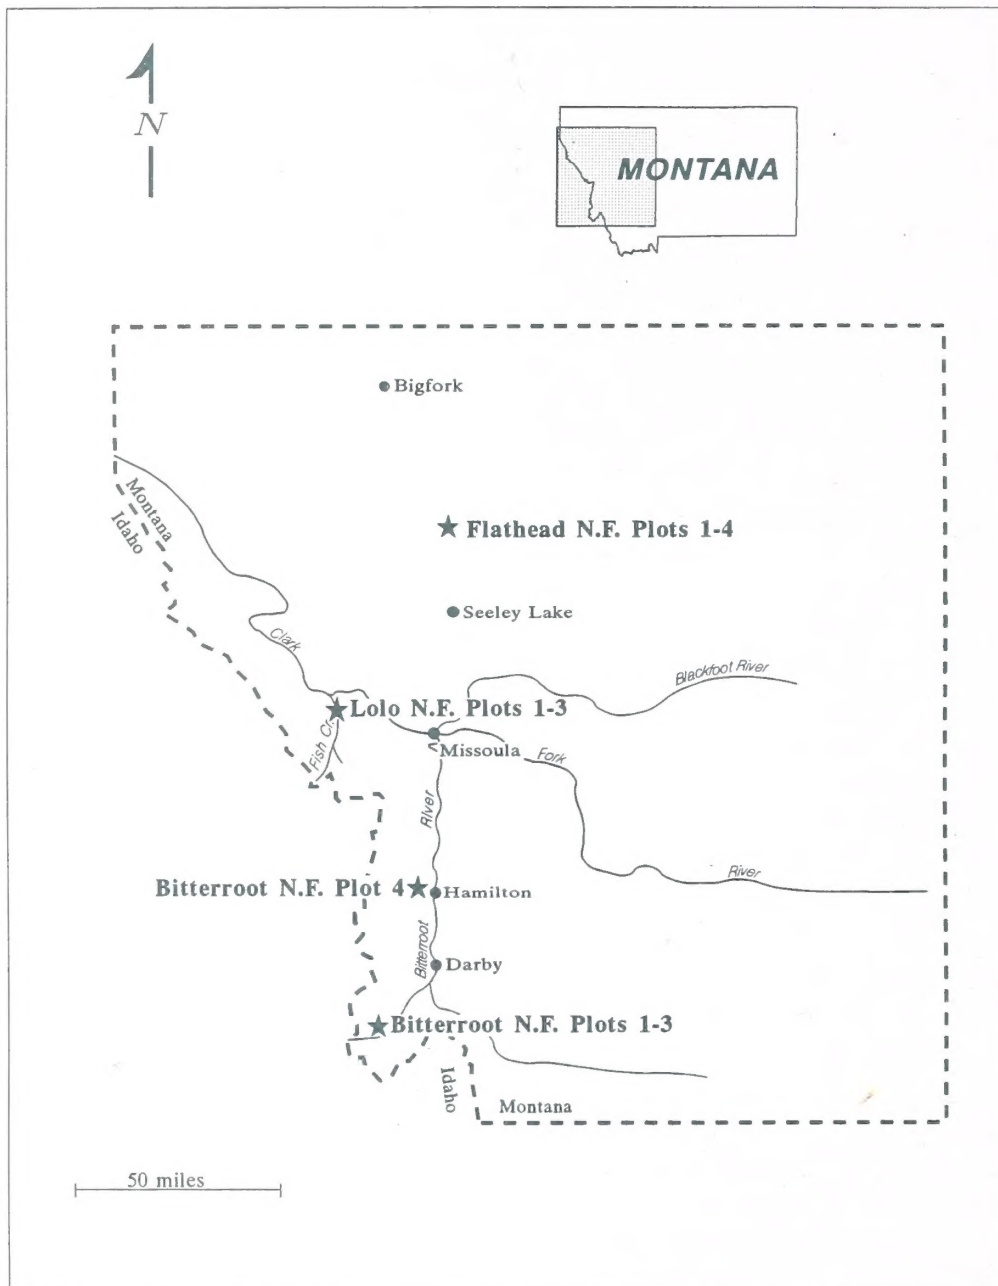 N
MONTANA
Bigfork
Montana
Idaho
Flathead N.F. Plots 1-4
Seeley Lake
Clark
Blackfoot River
Lolo N.F. Plots 1-3
Fish Cr.
Missoula
Fork
River
River
Bitterroot N.F. Plot 4
Hamilton
Bitterroot
Darby
Bitterroot N.F. Plots 1-3
Idaho
Montana
50 miles